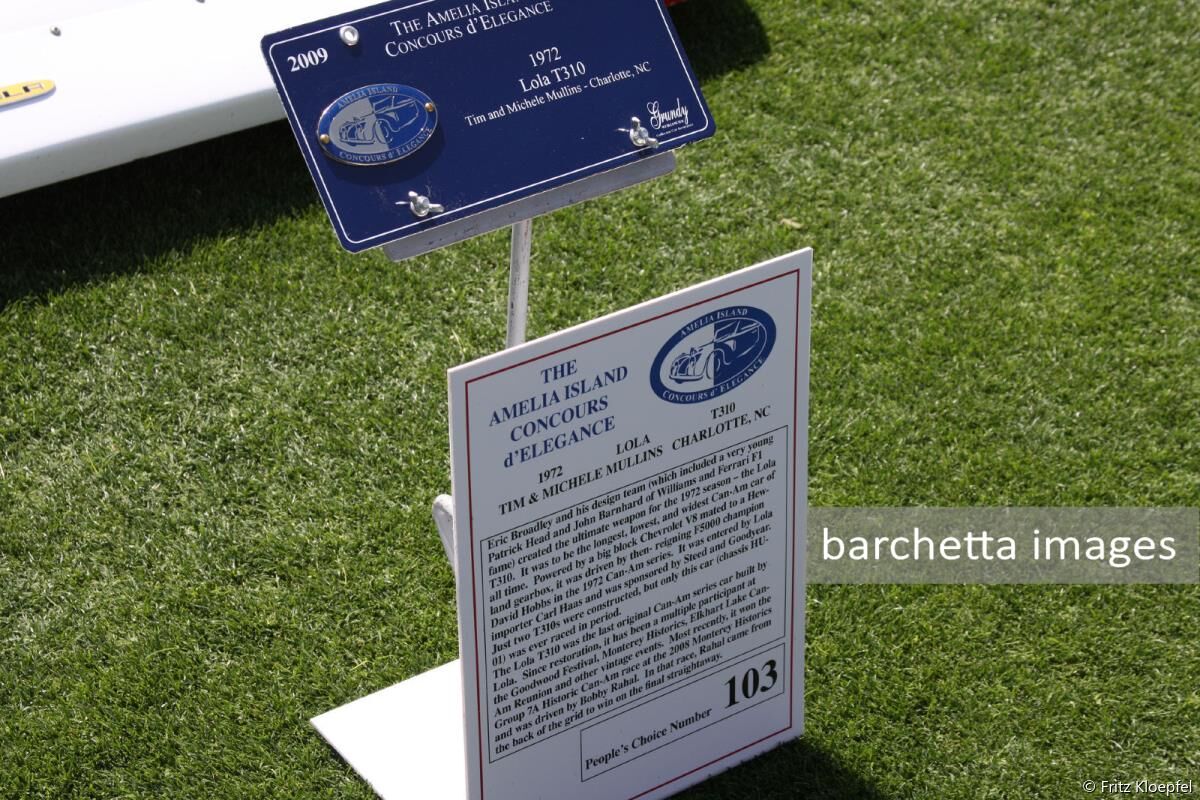 THE AMELIA ISLAND
CONCOURS d'ELEGANCE
2009
1972
Lola T310
Tim and Michele Mullins - Charlotte, NC
AMELIA ISLAND
CONCOURS d' ELEGANCE
Grundy
THE
AMELIA ISLAND
CONCOURS
d'ELEGANCE
AMELIA ISLAND
CONCOURS d' ELEGANCE
1972 LOLA T310
TIM & MICHELE MULLINS CHARLOTTE, NC
Eric Broadley and his design team (which included a very young
Patrick Head and John Barnhard of Williams and Ferrari F1
fame) created the ultimate weapon for the 1972 season – the Lola
T310. It was to be the longest, lowest, and widest Can-Am car of
all time. Powered by a big block Chevrolet V8 mated to a Hew-
land gearbox, it was driven by then- reigning F5000 champion
David Hobbs in the 1972 Can-Am series. It was entered by Lola
importer Carl Haas and was sponsored by Steed and Goodyear.
Just two T310s were constructed, but only this car (chassis HU-
01) was ever raced in period.
The Lola T310 was the last original Can-Am series car built by
Lola. Since restoration, it has been a multiple participant at
the Goodwood Festival, Monterey Historics, Elkhart Lake Can-
Am Reunion and other vintage events. Most recently, it won the
Group 7A Historic Can-Am race at the 2008 Monterey Historics
and was driven by Bobby Rahal. In that race, Rahal came from
the back of the grid to win on the final straightaway.
People's Choice Number 103
barchetta images
© Fritz Kloepfel